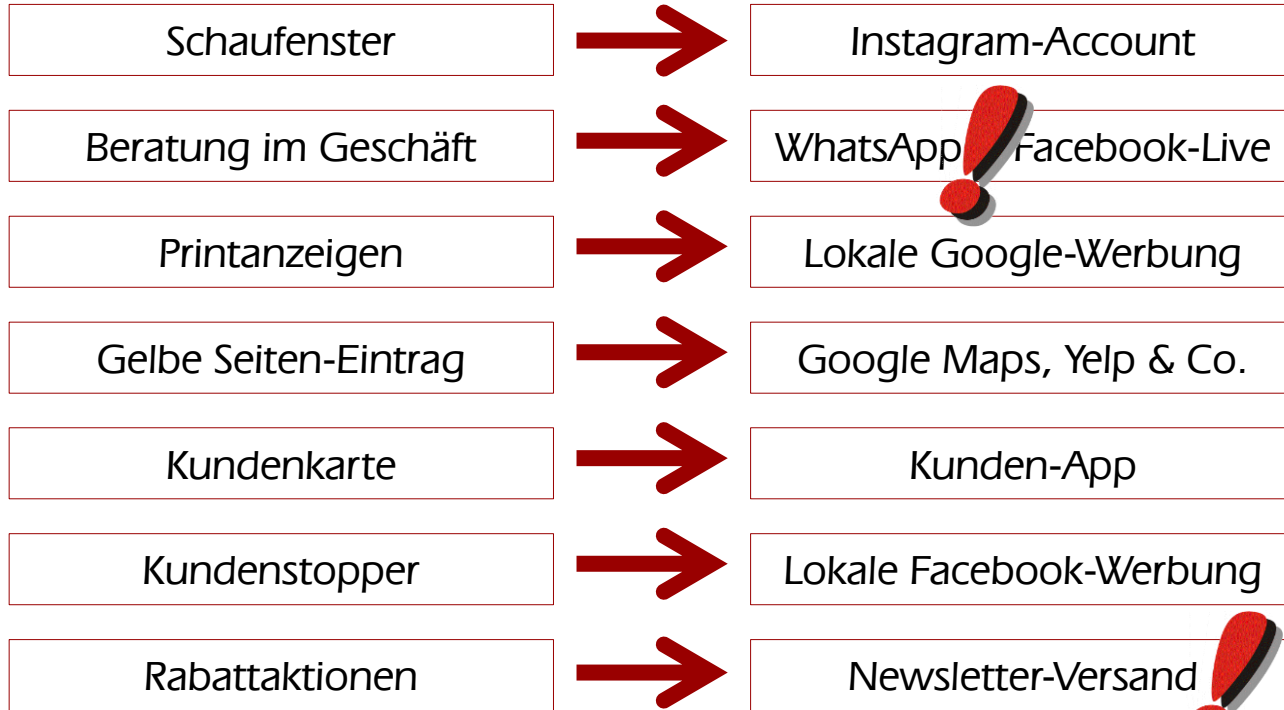 Schaufenster
Instagram-Account
Beratung im Geschäft
WhatsApp Facebook-Live
Printanzeigen
Lokale Google-Werbung
Gelbe Seiten-Eintrag
Google Maps, Yelp & Co.
Kundenkarte
Kunden-App
Kundenstopper
Lokale Facebook-Werbung
Rabattaktionen
Newsletter-Versand